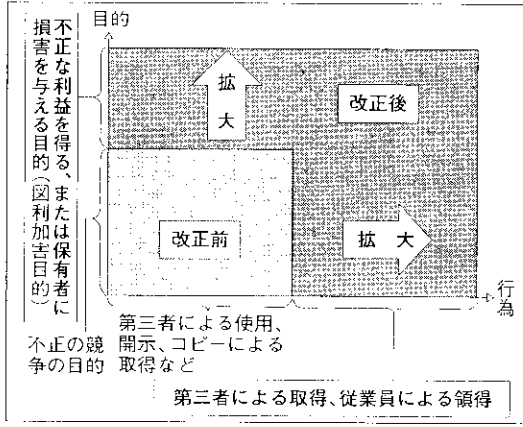 目的
不正な利益を得る、または保有者に
損害を与える目的(図利加害目的)
拡
大
改正後
改正前
拡 大
行
為
不正の競
争の目的
第三者による使用、
開示、コピーによる
取得など
第三者による取得、従業員による領得